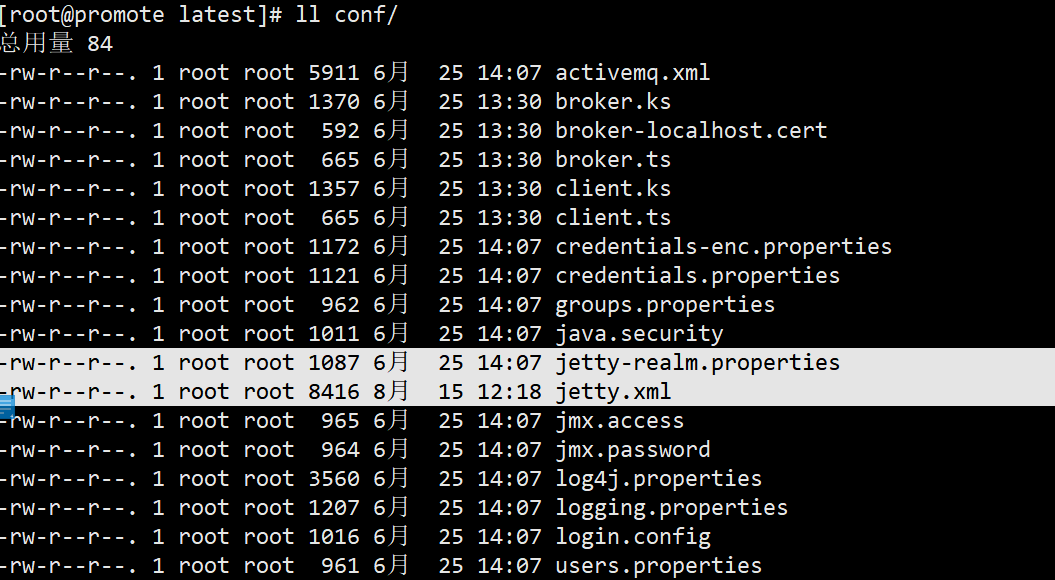 [root@promote latest]# ll conf/
总用量 84
-rw-r--r--. 1 root root 5911 6月  25 14:07 activemq.xml
-rw-r--r--. 1 root root 1370 6月  25 13:30 broker.ks
-rw-r--r--. 1 root root  592 6月  25 13:30 broker-localhost.cert
-rw-r--r--. 1 root root  665 6月  25 13:30 broker.ts
-rw-r--r--. 1 root root 1357 6月  25 13:30 client.ks
-rw-r--r--. 1 root root  665 6月  25 13:30 client.ts
-rw-r--r--. 1 root root 1172 6月  25 14:07 credentials-enc.properties
-rw-r--r--. 1 root root 1121 6月  25 14:07 credentials.properties
-rw-r--r--. 1 root root  962 6月  25 14:07 groups.properties
-rw-r--r--. 1 root root 1011 6月  25 14:07 java.security
-rw-r--r--. 1 root root 1087 6月  25 14:07 jetty-realm.properties
-rw-r--r--. 1 root root 8416 8月  15 12:18 jetty.xml
-rw-r--r--. 1 root root  965 6月  25 14:07 jmx.access
-rw-r--r--. 1 root root  964 6月  25 14:07 jmx.password
-rw-r--r--. 1 root root 3560 6月  25 14:07 log4j.properties
-rw-r--r--. 1 root root 1207 6月  25 14:07 logging.properties
-rw-r--r--. 1 root root 1016 6月  25 14:07 login.config
-rw-r--r--. 1 root root  961 6月  25 14:07 users.properties